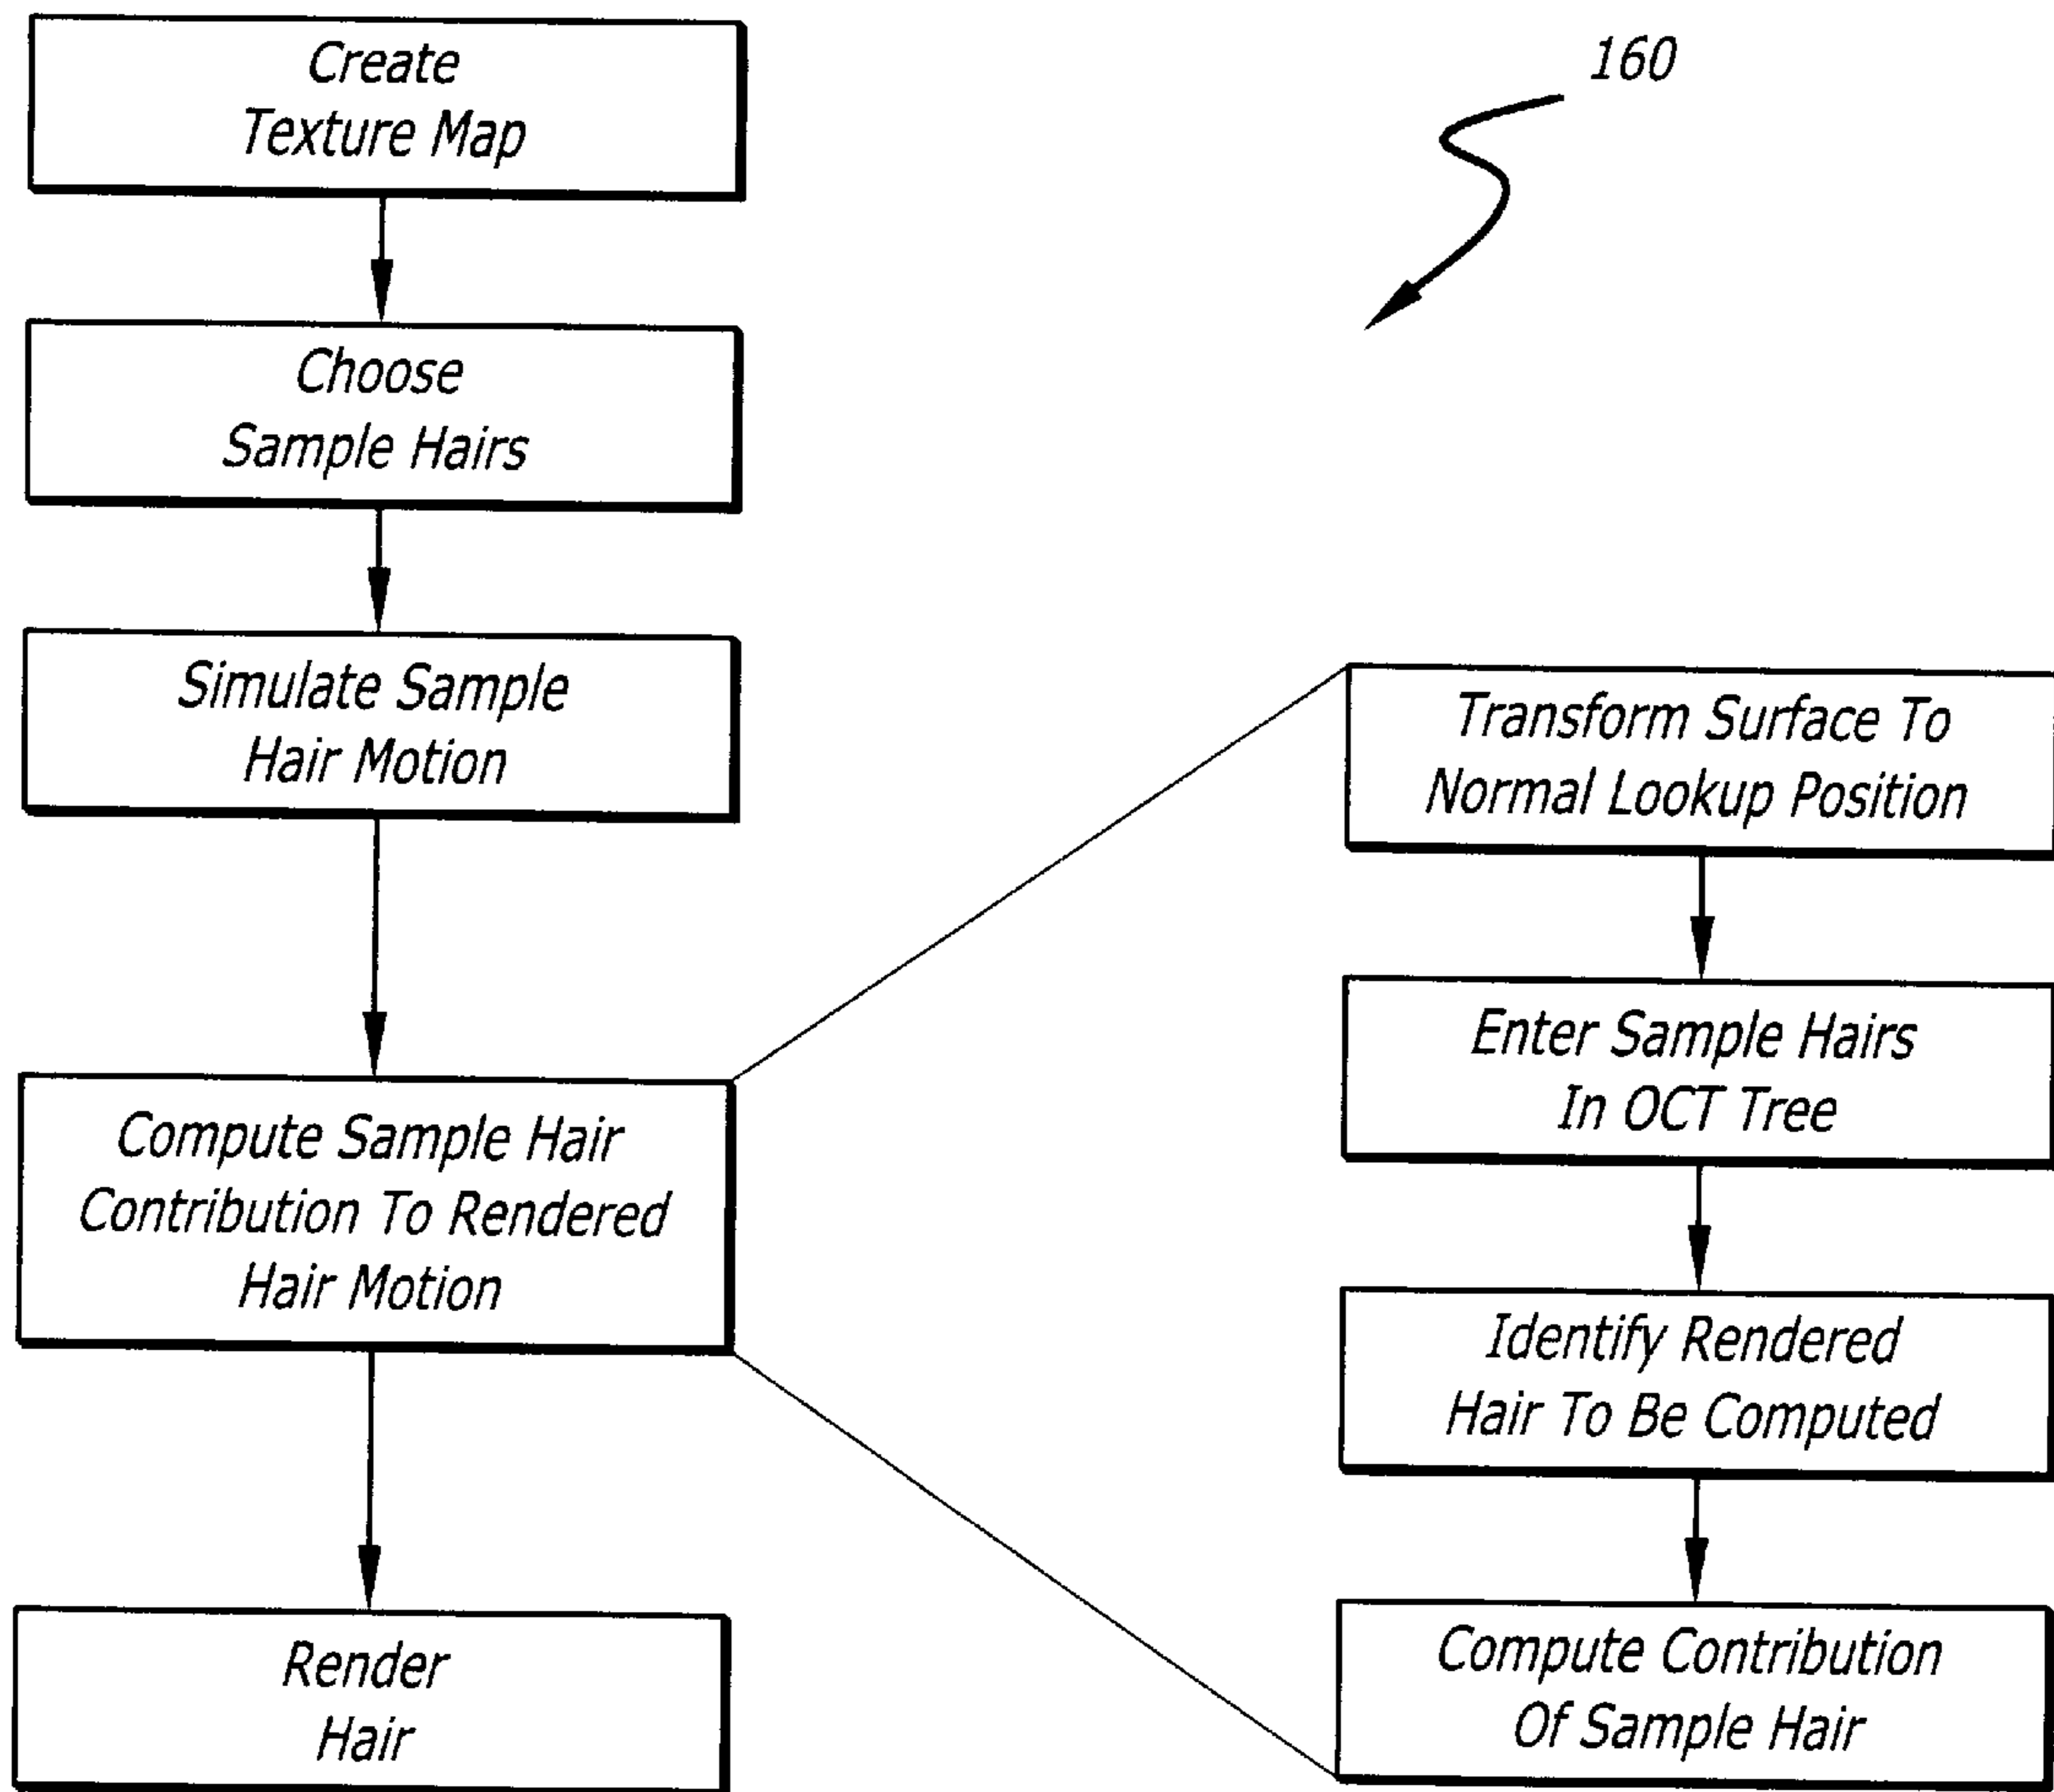 Create
Texture Map
160
Choose
Sample Hairs
Simulate Sample
Hair Motion
Compute Sample Hair
Contribution To Rendered
Hair Motion
Render
Hair
Transform Surface To
Normal Lookup Position
Enter Sample Hairs
In OCT Tree
Identify Rendered
Hair To Be Computed
Compute Contribution
Of Sample Hair